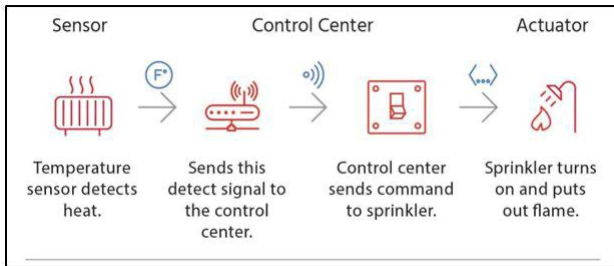 Sensor
Control Center
Actuator
F°
Temperature
sensor detects
heat.
Sends this
detect signal to
the control
center.
Control center
sends command
to sprinkler.
Sprinkler turns
on and puts
out flame.